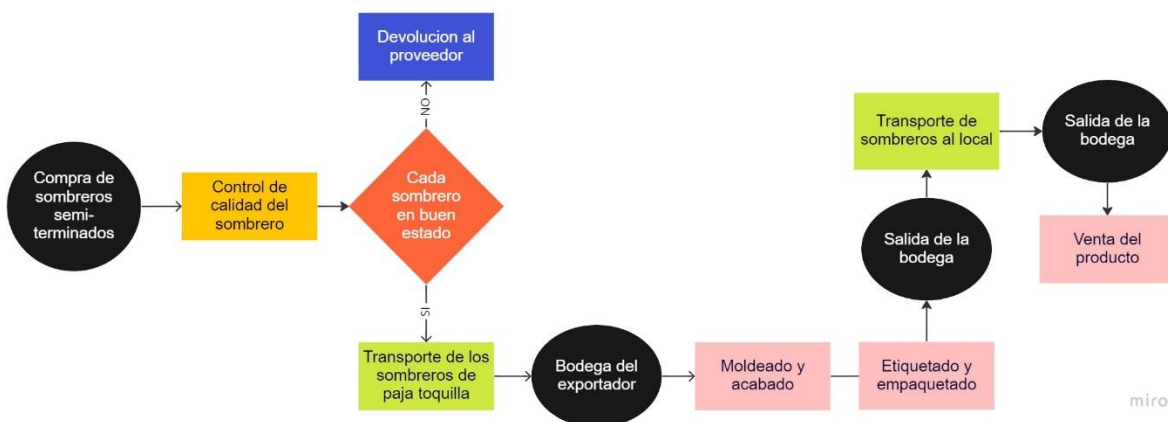 Compra de
sombreros
semi-
terminados
Control de
calidad del
sombrero
Cada
sombrero
en buen
estado
NO
Devolucion al
proveedor
SI
Transporte de los
sombreros de
paja toquilla
Bodega del
exportador
Moldeado y
acabado
Etiquetado y
empaquetado
Salida de la
bodega
Transporte de
sombreros al local
Salida de la
bodega
Venta del
producto
miro